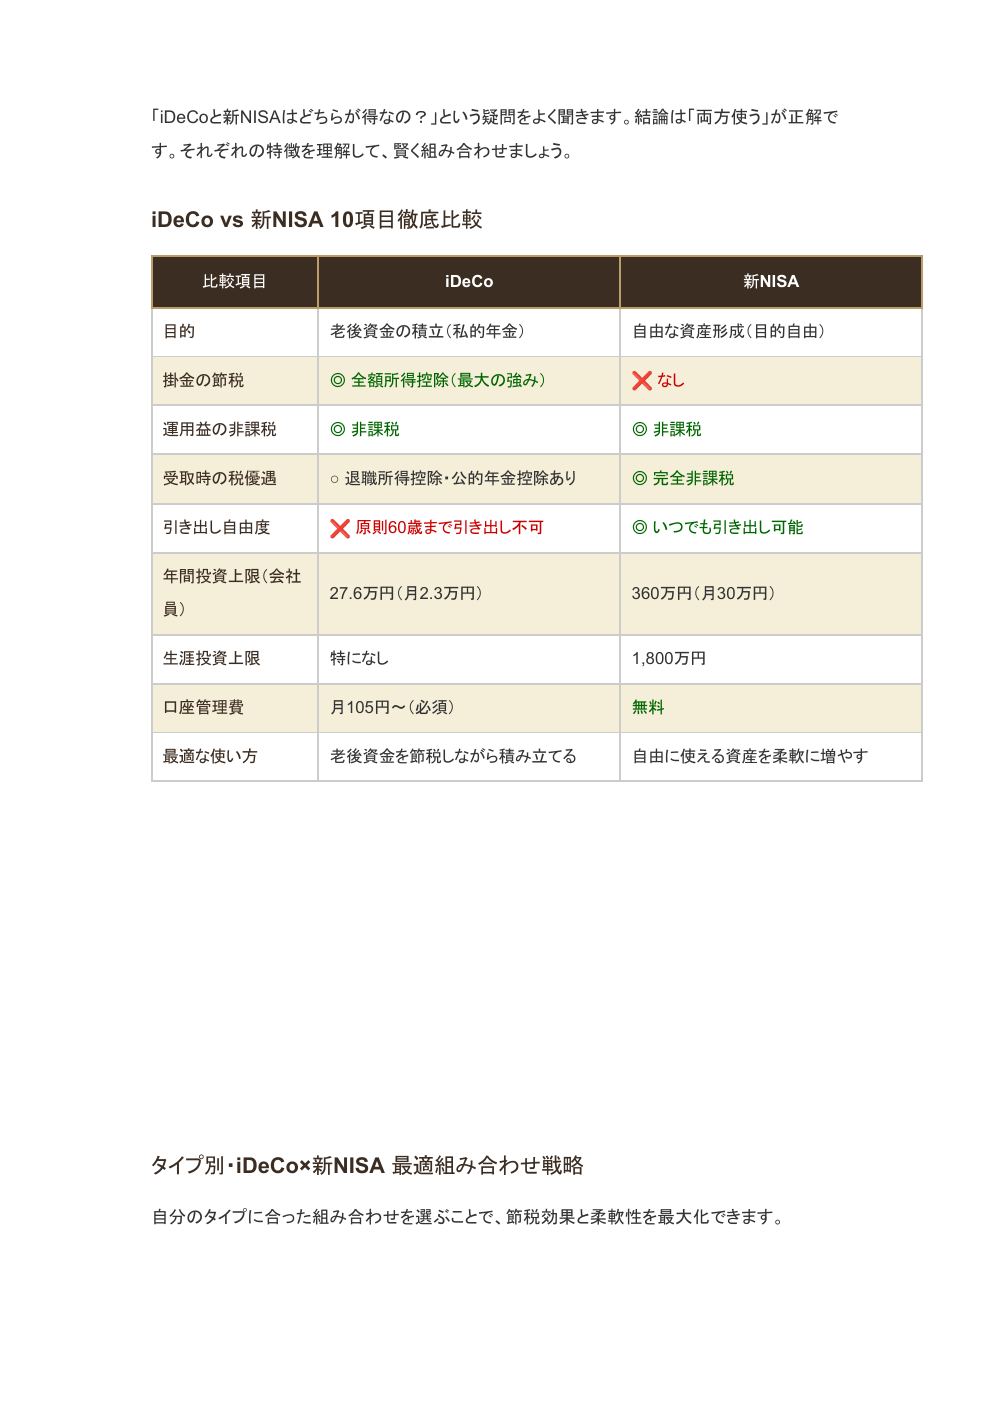 「iDeCoと新NISAはどちらが得なの？」という疑問をよく聞きます。結論は「両方使う」が正解で
す。それぞれの特徴を理解して、賢く組み合わせましょう。
iDeCo vs 新NISA 10項目徹底比較
比較項目 iDeCo 新NISA
目的 老後資金の積立（私的年金） 自由な資産形成（目的自由）
掛金の節税 ◎ 全額所得控除（最大の強み） ❌ なし
運用益の非課税 ◎ 非課税 ◎ 非課税
受取時の税優遇 ○ 退職所得控除・公的年金控除あり ◎ 完全非課税
引き出し自由度 ❌ 原則60歳まで引き出し不可 ◎ いつでも引き出し可能
年間投資上限（会社
員） 27.6万円（月2.3万円） 360万円（月30万円）
生涯投資上限 特になし 1,800万円
口座管理費 月105円〜（必須） 無料
最適な使い方 老後資金を節税しながら積み立てる 自由に使える資産を柔軟に増やす
タイプ別・iDeCo×新NISA 最適組み合わせ戦略
自分のタイプに合った組み合わせを選ぶことで、節税効果と柔軟性を最大化できます。